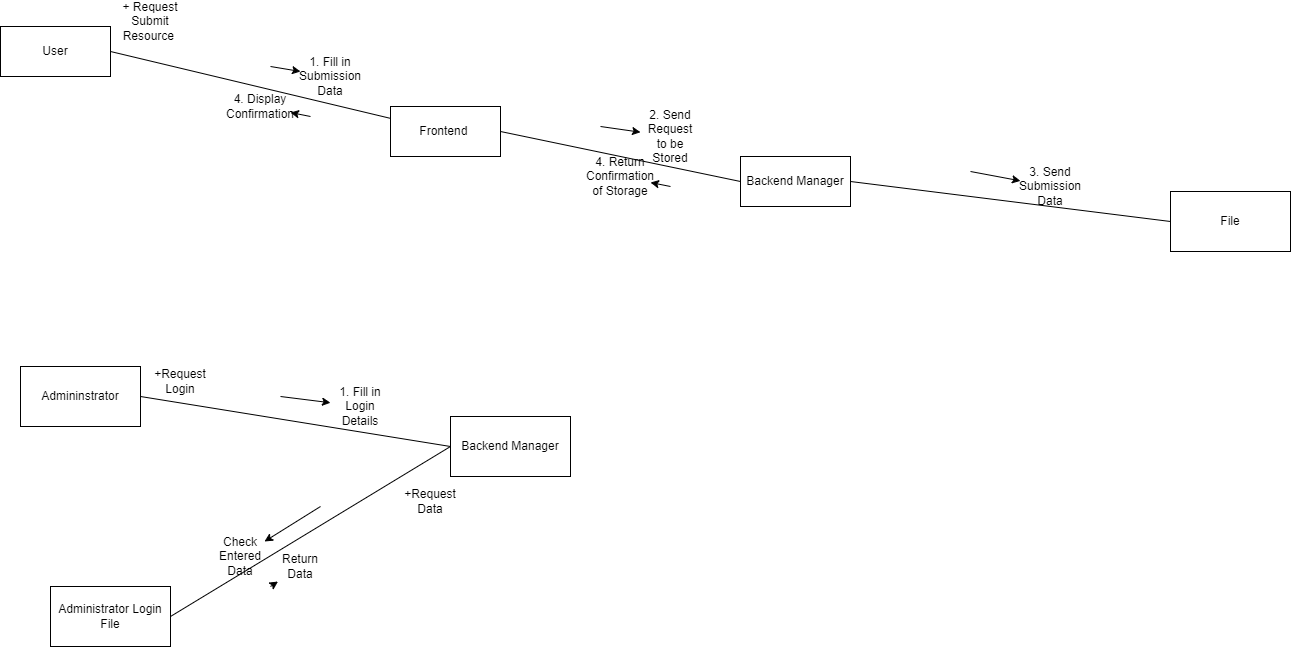 + Request
Submit
Resource
User
1. Fill in
Submission
Data
4. Display
Confirmation
Frontend
2. Send
Request
to be
Stored
4. Return
Confirmation
of Storage
Backend Manager
3. Send
Submission
Data
File
Admininstrator
+Request
Login
1. Fill in
Login
Details
Backend Manager
+Request
Data
Check
Entered
Data
Return
Data
Administrator Login
File